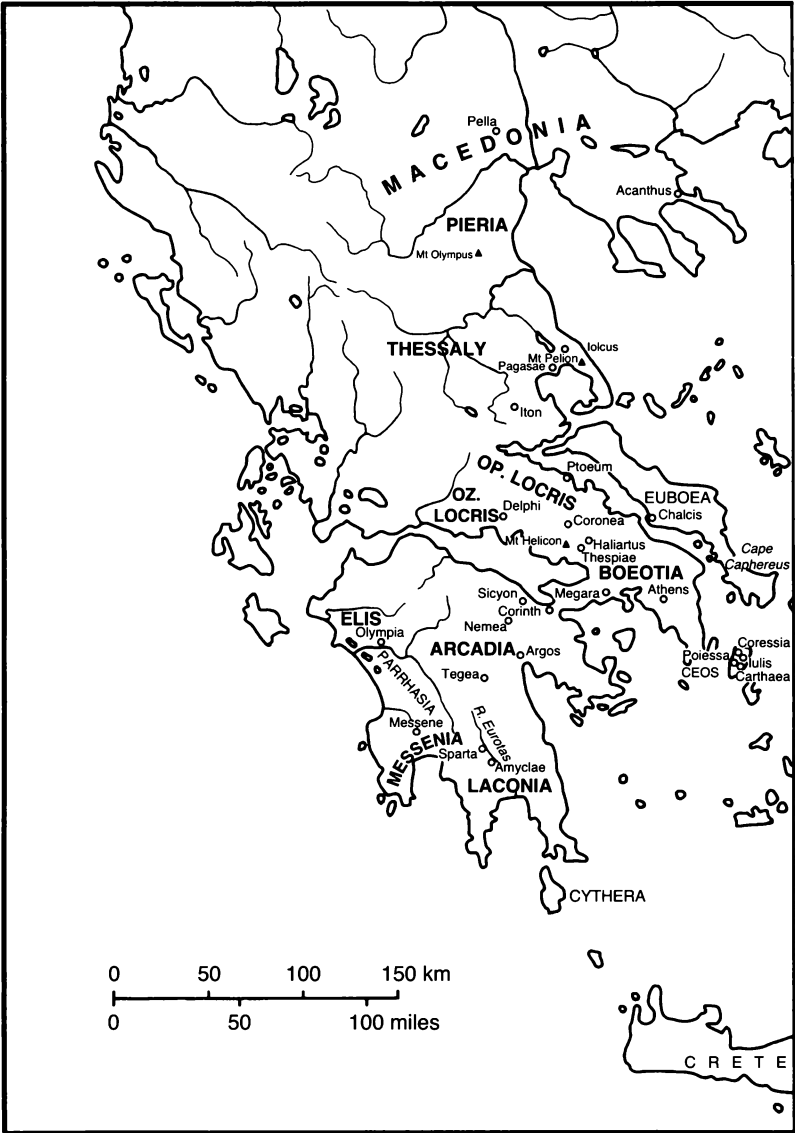 Pella
MACEDONIA
Acanthus
PIERIA
Mt Olympus
THESSALY
Iolcus
Mt Pelion
Pagasae
Iton
OP. LOCRIS
Ptoeum
OZ.
LOCRIS
Delphi
EUBOEA
Chalcis
Coronea
Mt Helicon
Haliartus
Thespiae
Cape
Caphereus
BOEOTIA
Sicyon
Megara
Athens
Corinth
ELIS
Nemea
Olympia
ARCADIA
Argos
Coressia
Poiessa
Iulis
CEOS
Carthaea
PARRHASIA
Tegea
Messene
R. Eurotas
MESSENIA
Sparta
Amyclae
LACONIA
CYTHERA
0 50 100 150 km
0 50 100 miles
CRETE